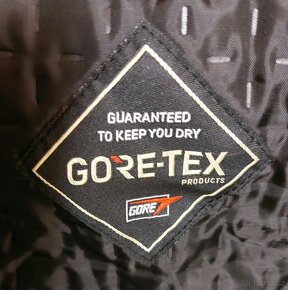 GUARANTEED
TO KEEP YOU DRY
GORE-TEX
PRODUCTS
GORE